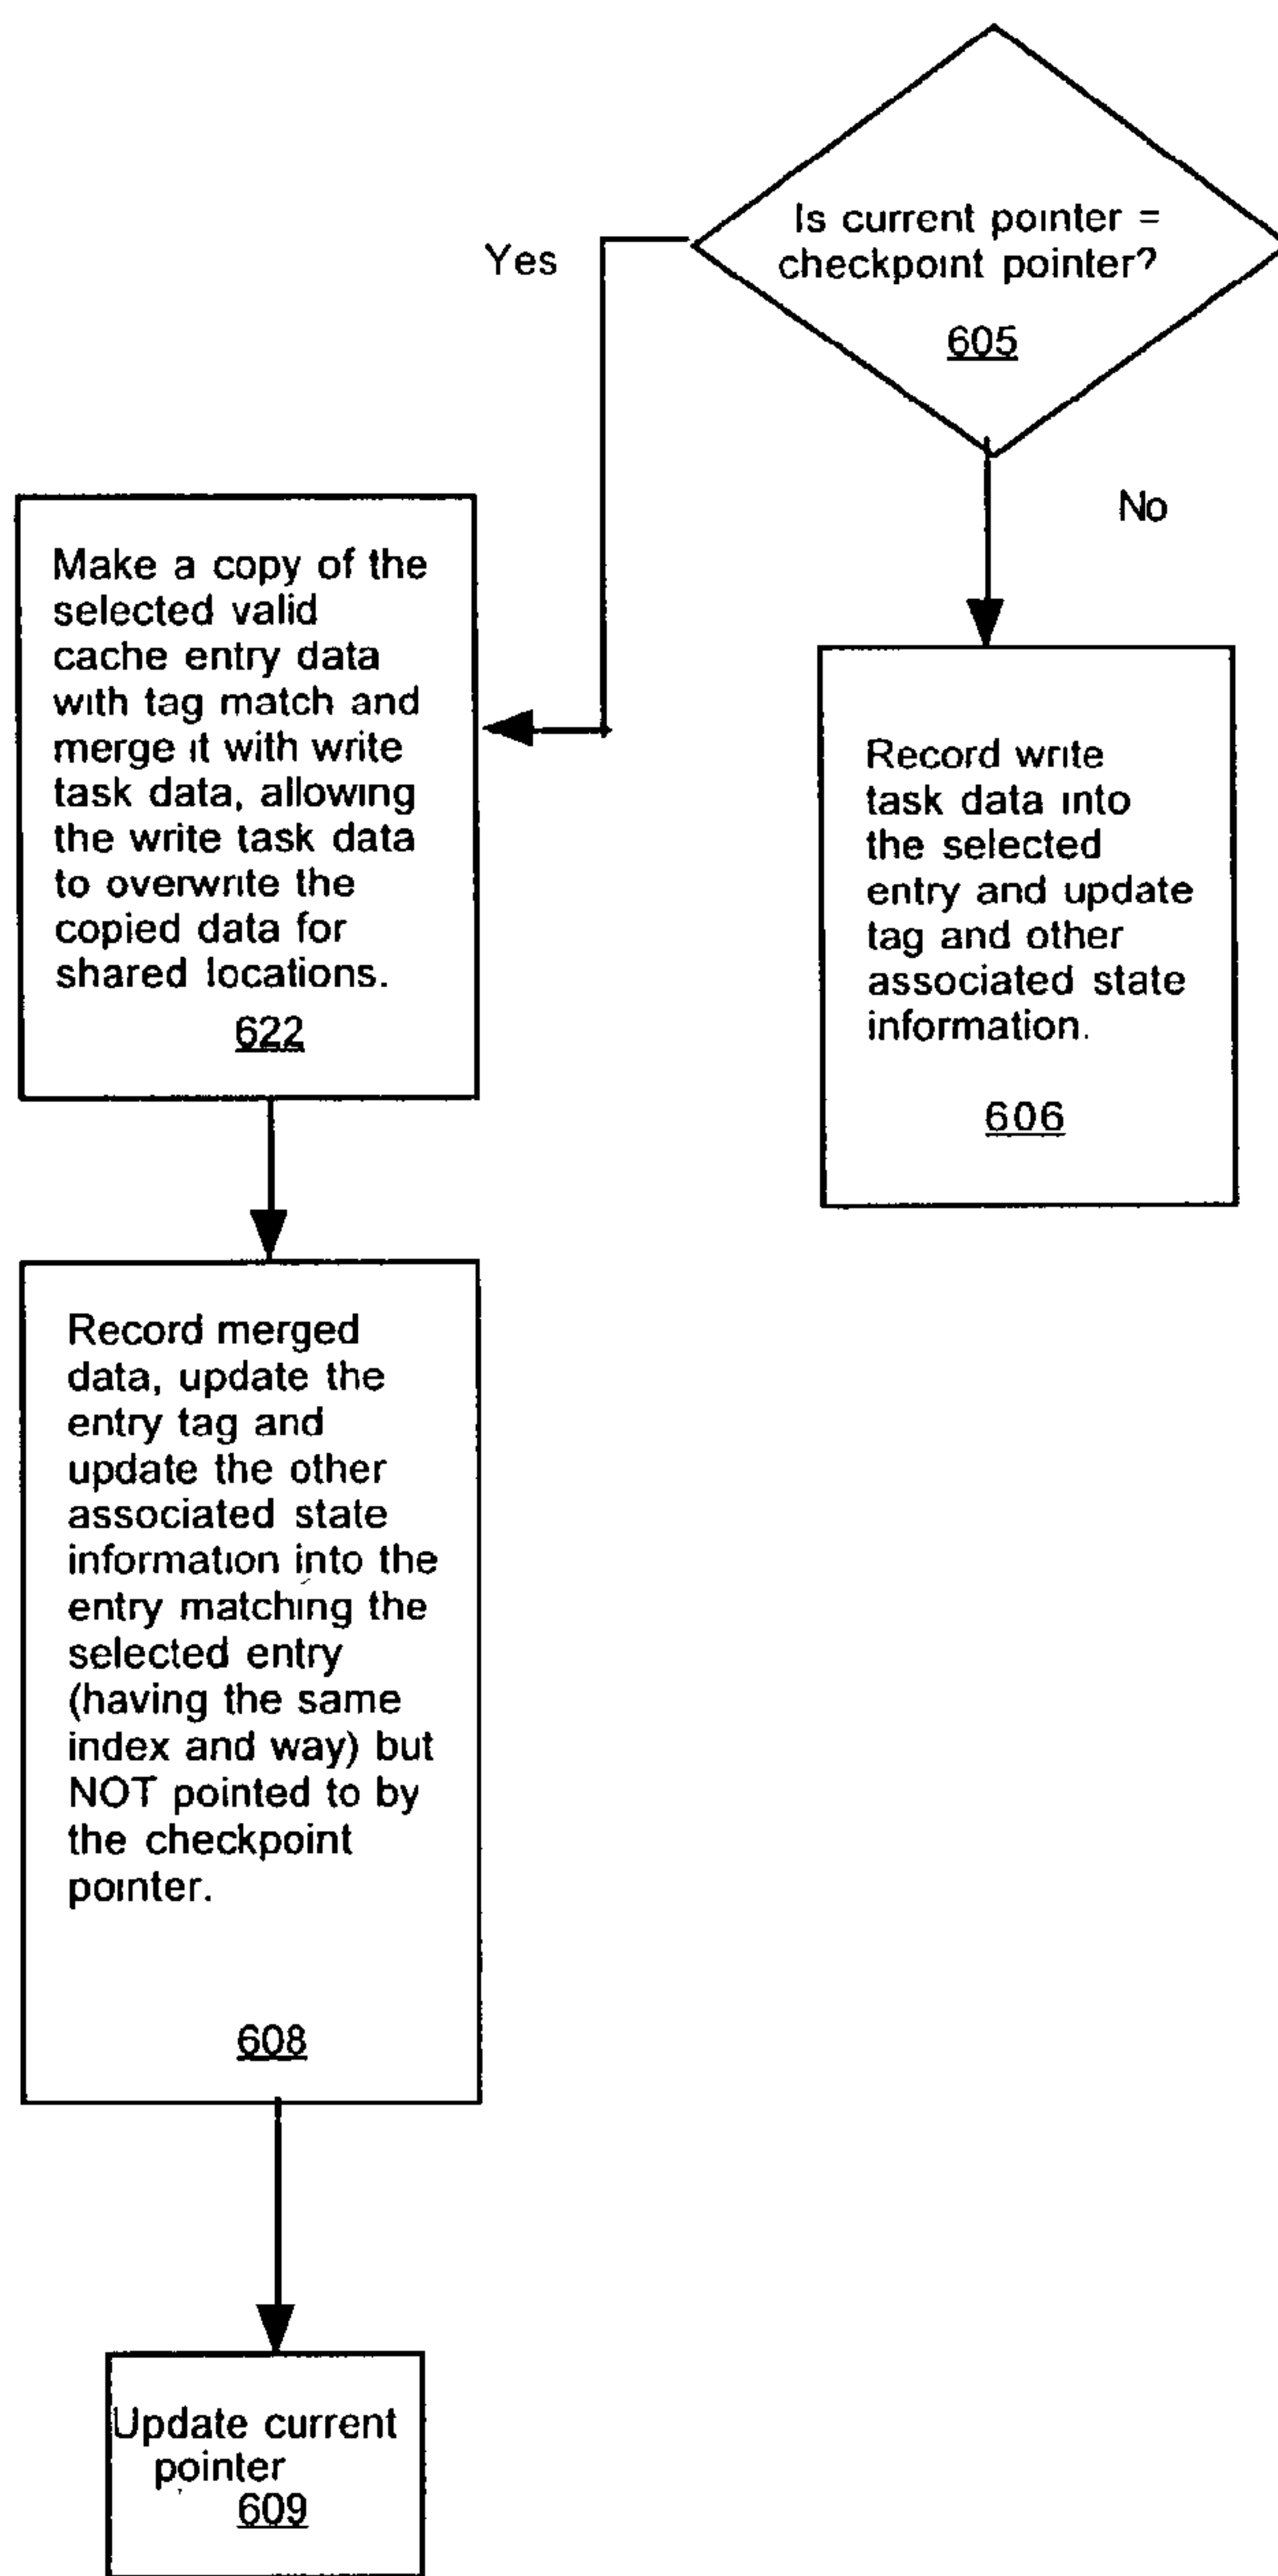 Is current pointer =
checkpoint pointer?
605
Yes
No
Make a copy of the
selected valid
cache entry data
with tag match and
merge it with write
task data, allowing
the write task data
to overwrite the
copied data for
shared locations.
622
Record write
task data into
the selected
entry and update
tag and other
associated state
information.
606
Record merged
data, update the
entry tag and
update the other
associated state
information into the
entry matching the
selected entry
(having the same
index and way) but
NOT pointed to by
the checkpoint
pointer.
608
Update current
pointer
609